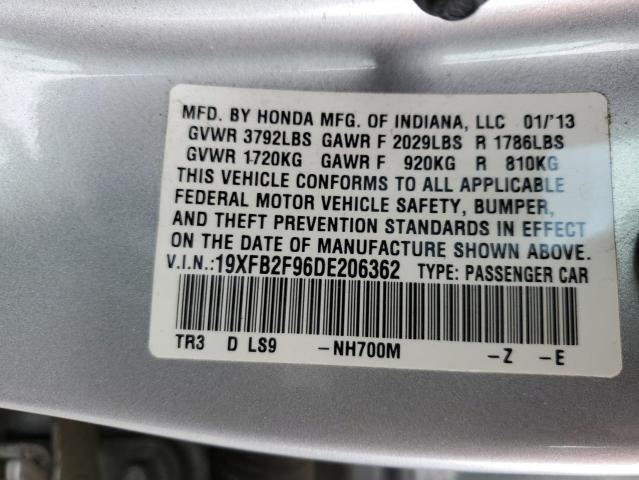 MFD. BY HONDA MFG. OF INDIANA, LLC 01/'13
GVWR 3792LBS GAWR F 2029LBS R 1786LBS
GVWR 1720KG GAWR F 920KG R 810KG
THIS VEHICLE CONFORMS TO ALL APPLICABLE
FEDERAL MOTOR VEHICLE SAFETY, BUMPER,
AND THEFT PREVENTION STANDARDS IN EFFECT
ON THE DATE OF MANUFACTURE SHOWN ABOVE.
V.I.N.:19XFB2F96DE206362 TYPE: PASSENGER CAR
TR3 D LS9 -NH700M -Z -E